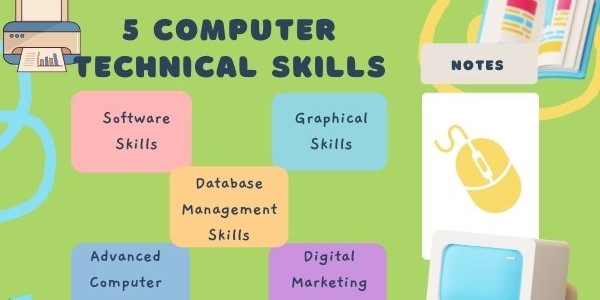 5 COMPUTER
TECHNICAL SKILLS
NOTES
Software
Skills
Graphical
Skills
Database
Management
Skills
Advanced
Computer
Digital
Marketing